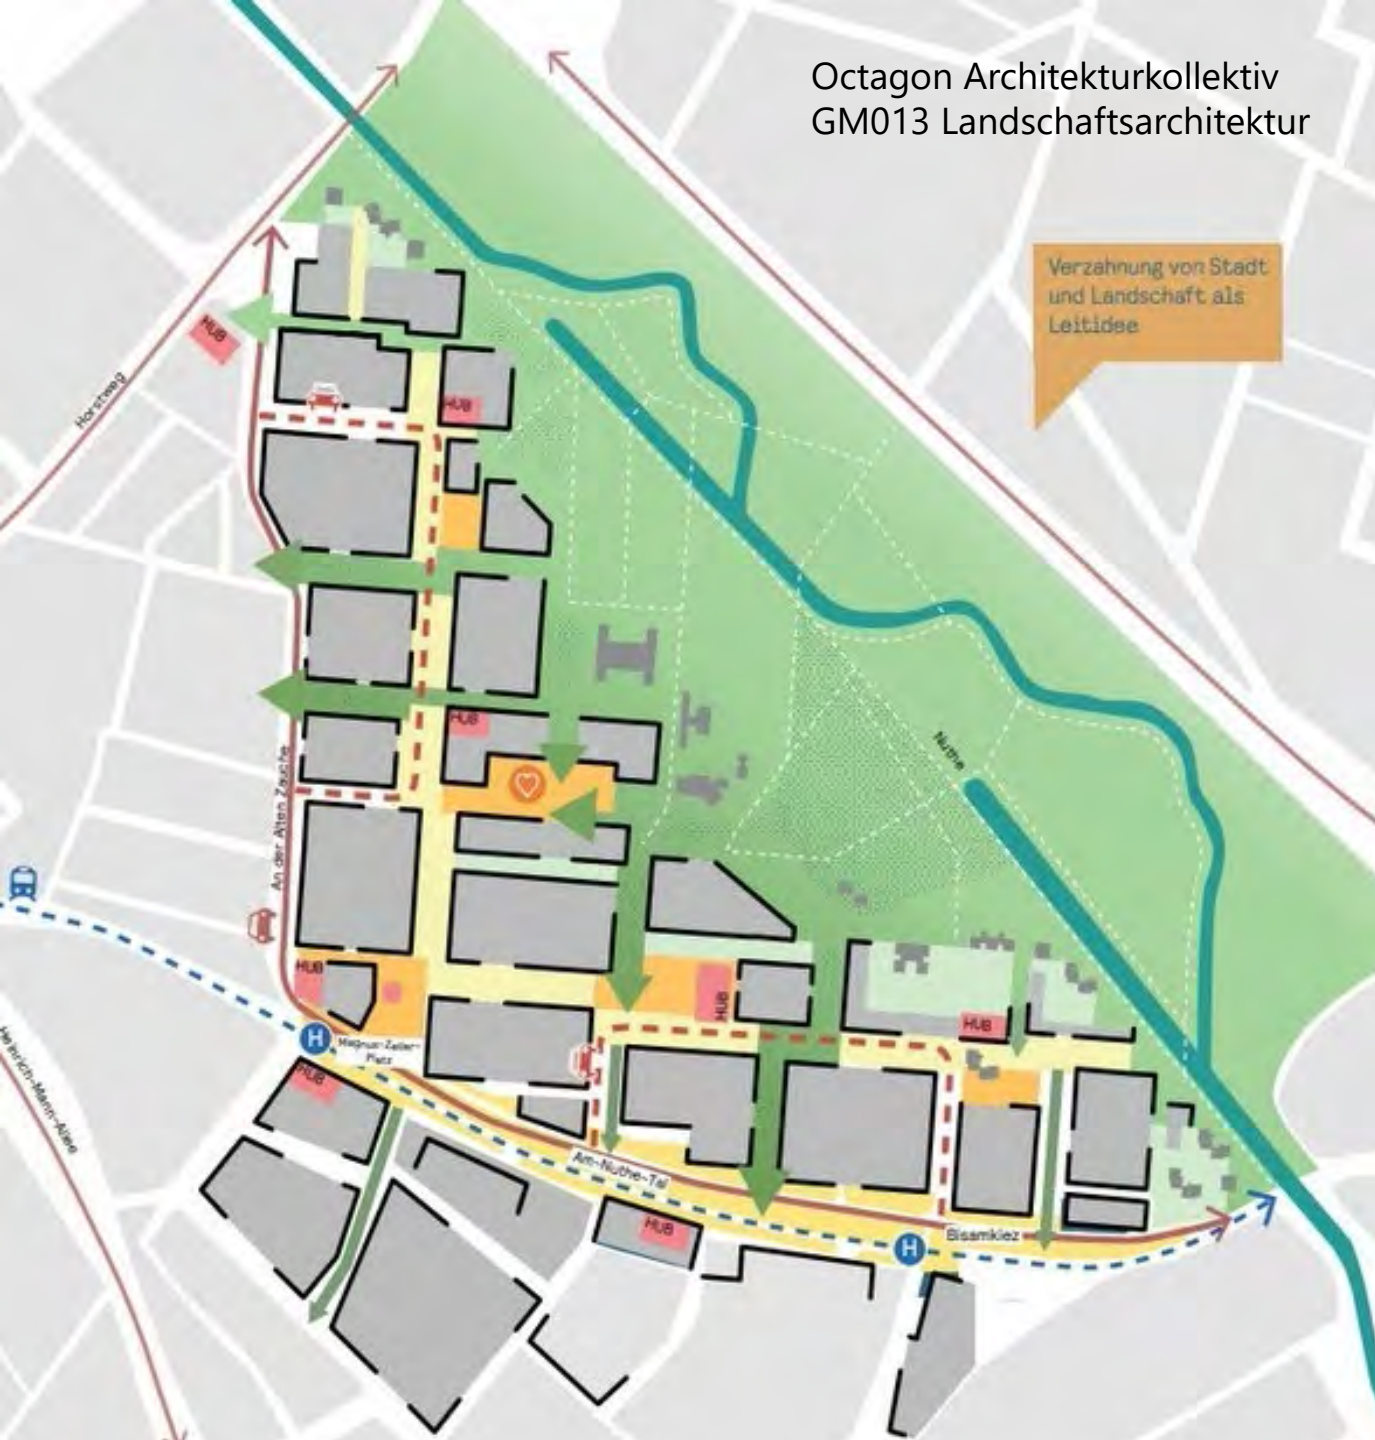 Octagon Architekturkollektiv
GM013 Landschaftsarchitektur
Verzahnung von Stadt
und Landschaft als
Leitidee
HUB
Horstweg
HUB
HUB
Nuthe
An der Alten Zauche
HUB
HUB
HUB
H
Magnus-Zeller-
Platz
HUB
Heinrich-Mann-Allee
Am-Nuthe-Tal
HUB
H
Bisamkiez